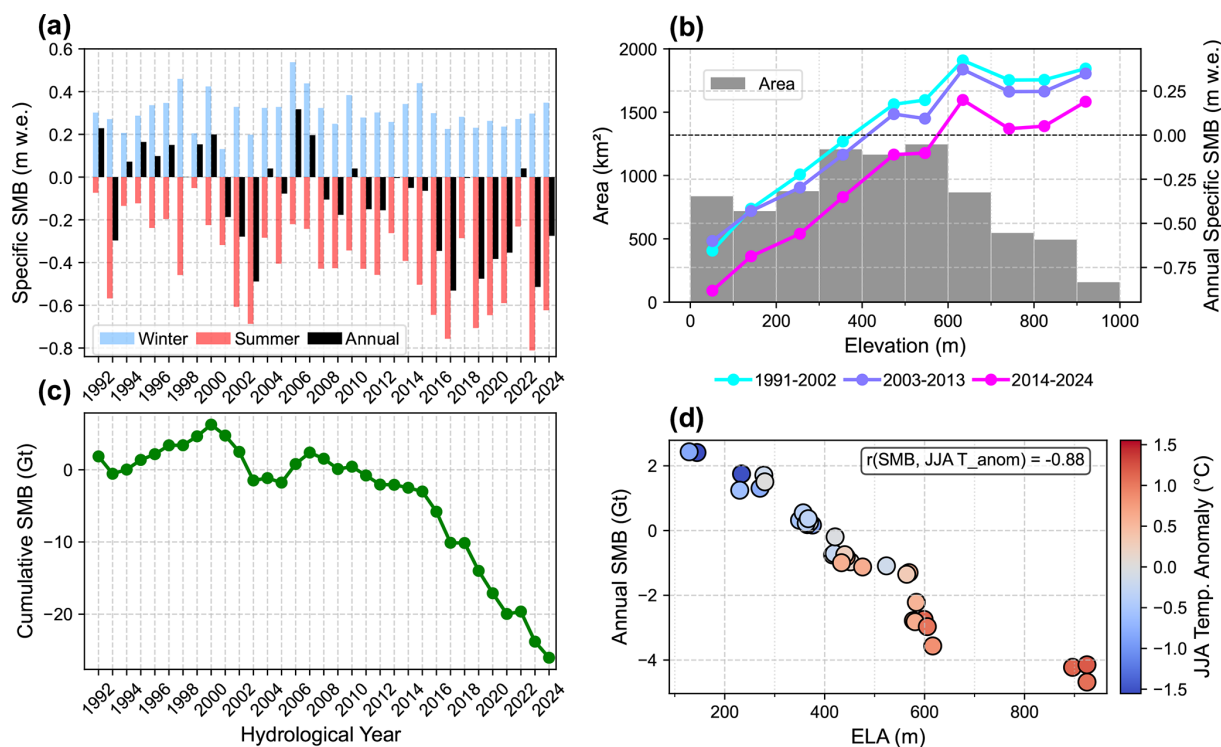 (a)
Specific SMB (m w.e.)
0.6
0.4
0.2
0.0
−0.2
−0.4
−0.6
−0.8
Winter Summer Annual
1992 1994 1996 1998 2000 2002 2004 2006 2008 2010 2012 2014 2016 2018 2020 2022 2024
(b)
Area (km²)
2000
1500
1000
500
0
Area
0.25
0.00
−0.25
−0.50
−0.75
Annual Specific SMB (m w.e.)
0 200 400 600 800 1000
Elevation (m)
1991-2002 2003-2013 2014-2024
(c)
Cumulative SMB (Gt)
0
−10
−20
1992 1994 1996 1998 2000 2002 2004 2006 2008 2010 2012 2014 2016 2018 2020 2022 2024
Hydrological Year
(d)
Annual SMB (Gt)
2
0
−2
−4
r(SMB, JJA T_anom) = -0.88
200 400 600 800
ELA (m)
1.5
1.0
0.5
0.0
−0.5
−1.0
−1.5
JJA Temp. Anomaly (°C)